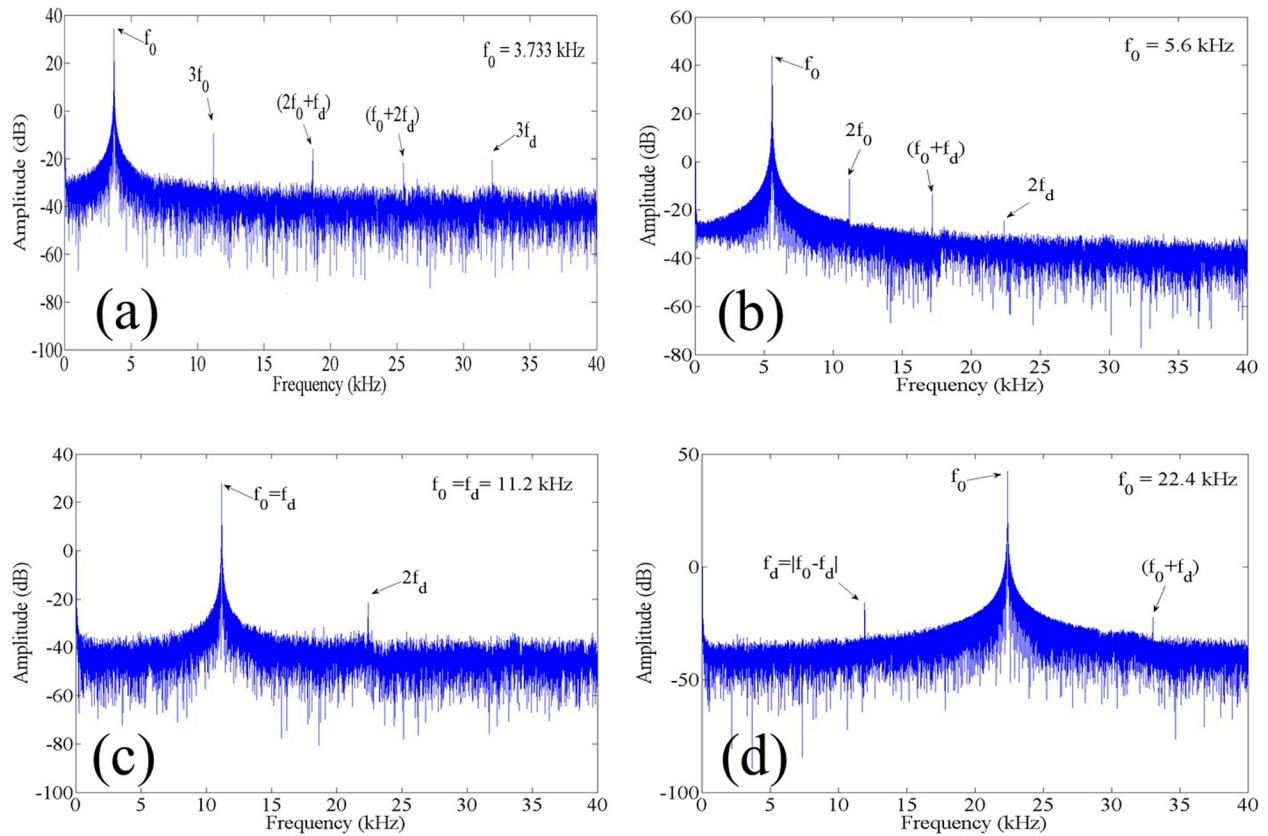 40
20
0
-20
-40
-60
-80
-100
Amplitude (dB)
f0
f0 = 3.733 kHz
3f0
(2f0+fd)
(f0+2fd)
3fd
(a)
0 5 10 15 20 25 30 35 40
Frequency (kHz)
60
40
20
0
-20
-40
-60
-80
Amplitude (dB)
f0
f0 = 5.6 kHz
2f0
(f0+fd)
2fd
(b)
0 5 10 15 20 25 30 35 40
Frequency (kHz)
40
20
0
-20
-40
-60
-80
-100
Amplitude (dB)
f0=fd
f0 =fd= 11.2 kHz
2fd
(c)
0 5 10 15 20 25 30 35 40
Frequency (kHz)
50
0
-50
-100
Amplitude (dB)
f0
f0 = 22.4 kHz
fd=|f0-fd|
(f0+fd)
(d)
0 5 10 15 20 25 30 35 40
Frequency (kHz)